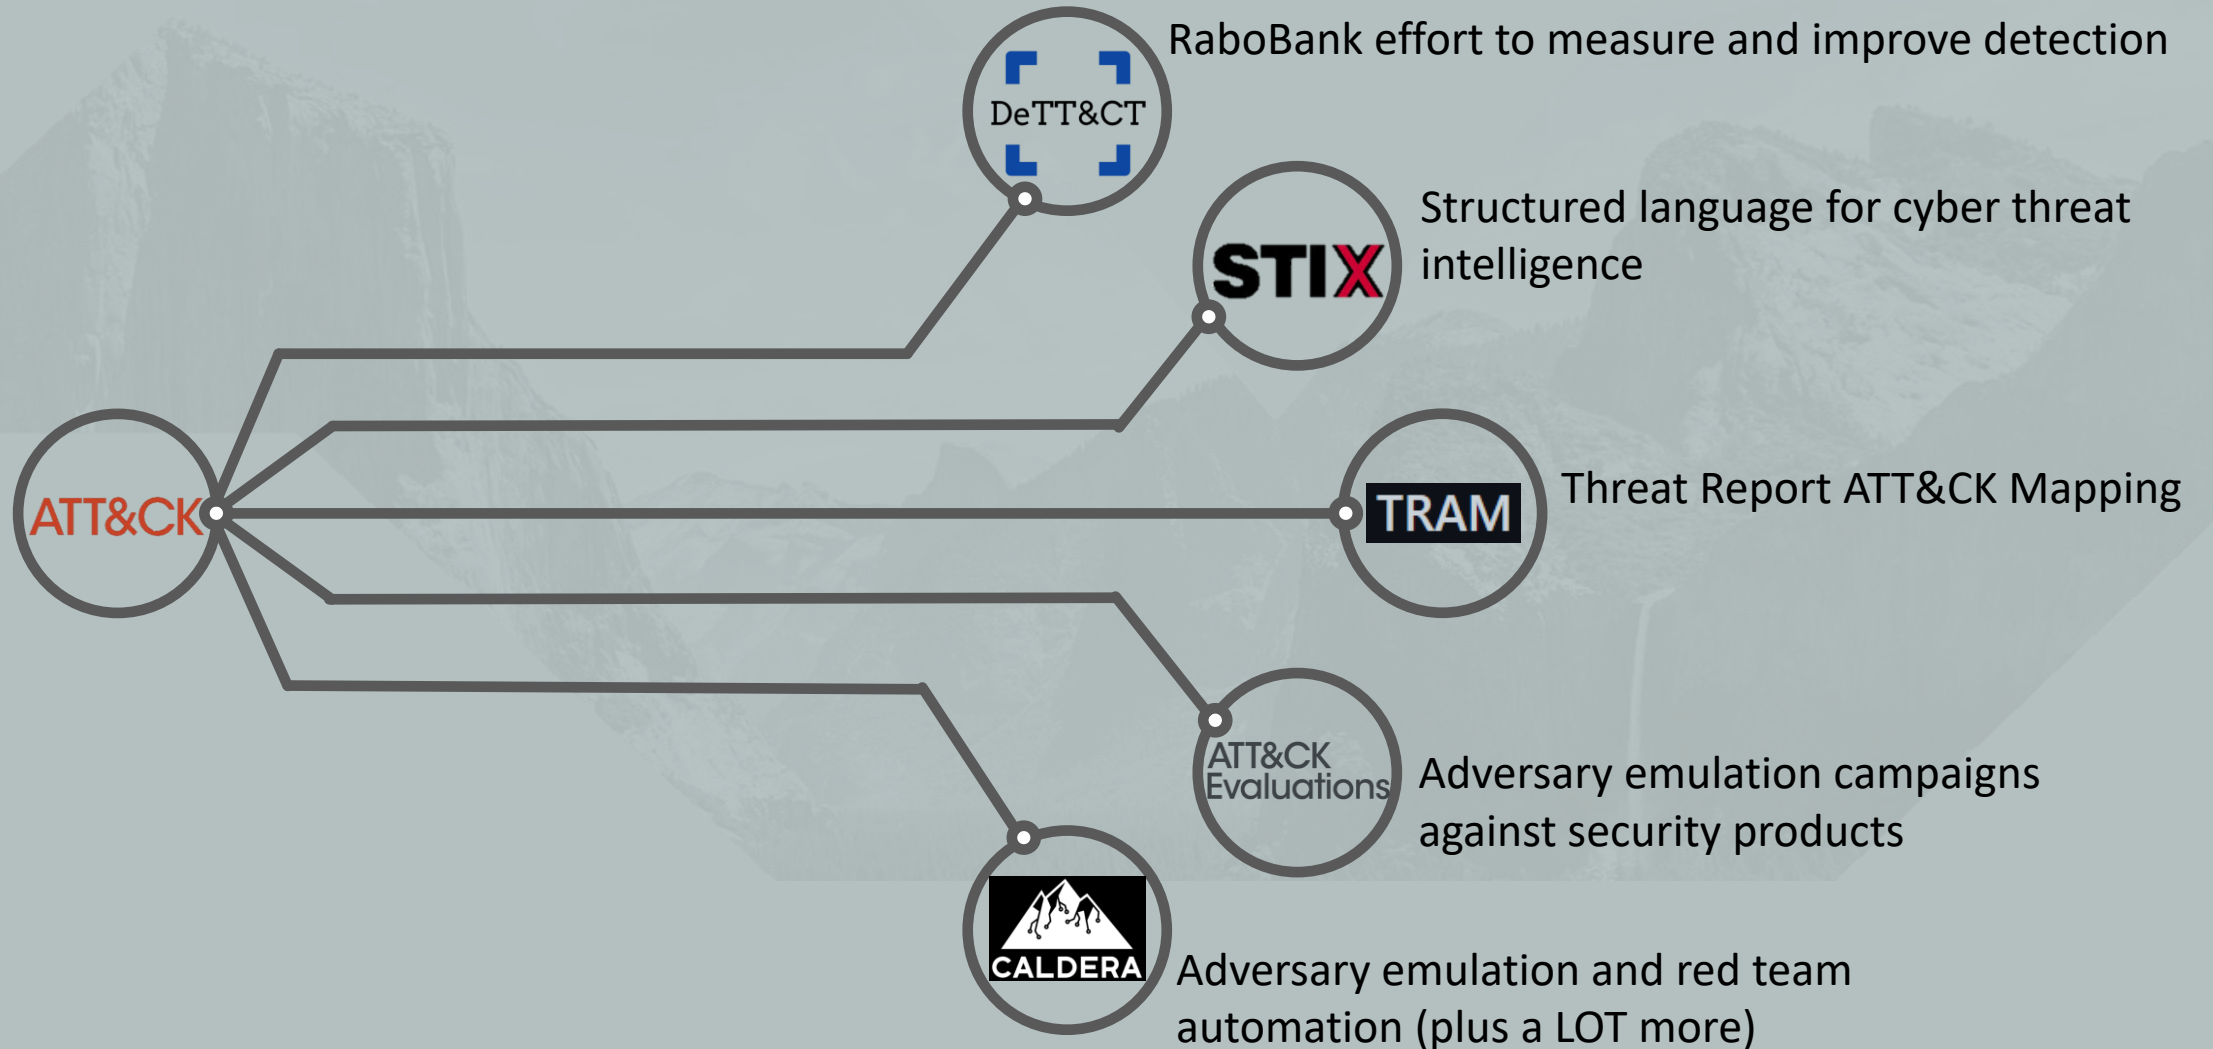 RaboBank effort to measure and improve detection
DeTT&CT
Structured language for cyber threat
intelligence
STIX
ATT&CK
TRAM
Threat Report ATT&CK Mapping
ATT&CK
Evaluations
Adversary emulation campaigns
against security products
CALDERA
Adversary emulation and red team
automation (plus a LOT more)